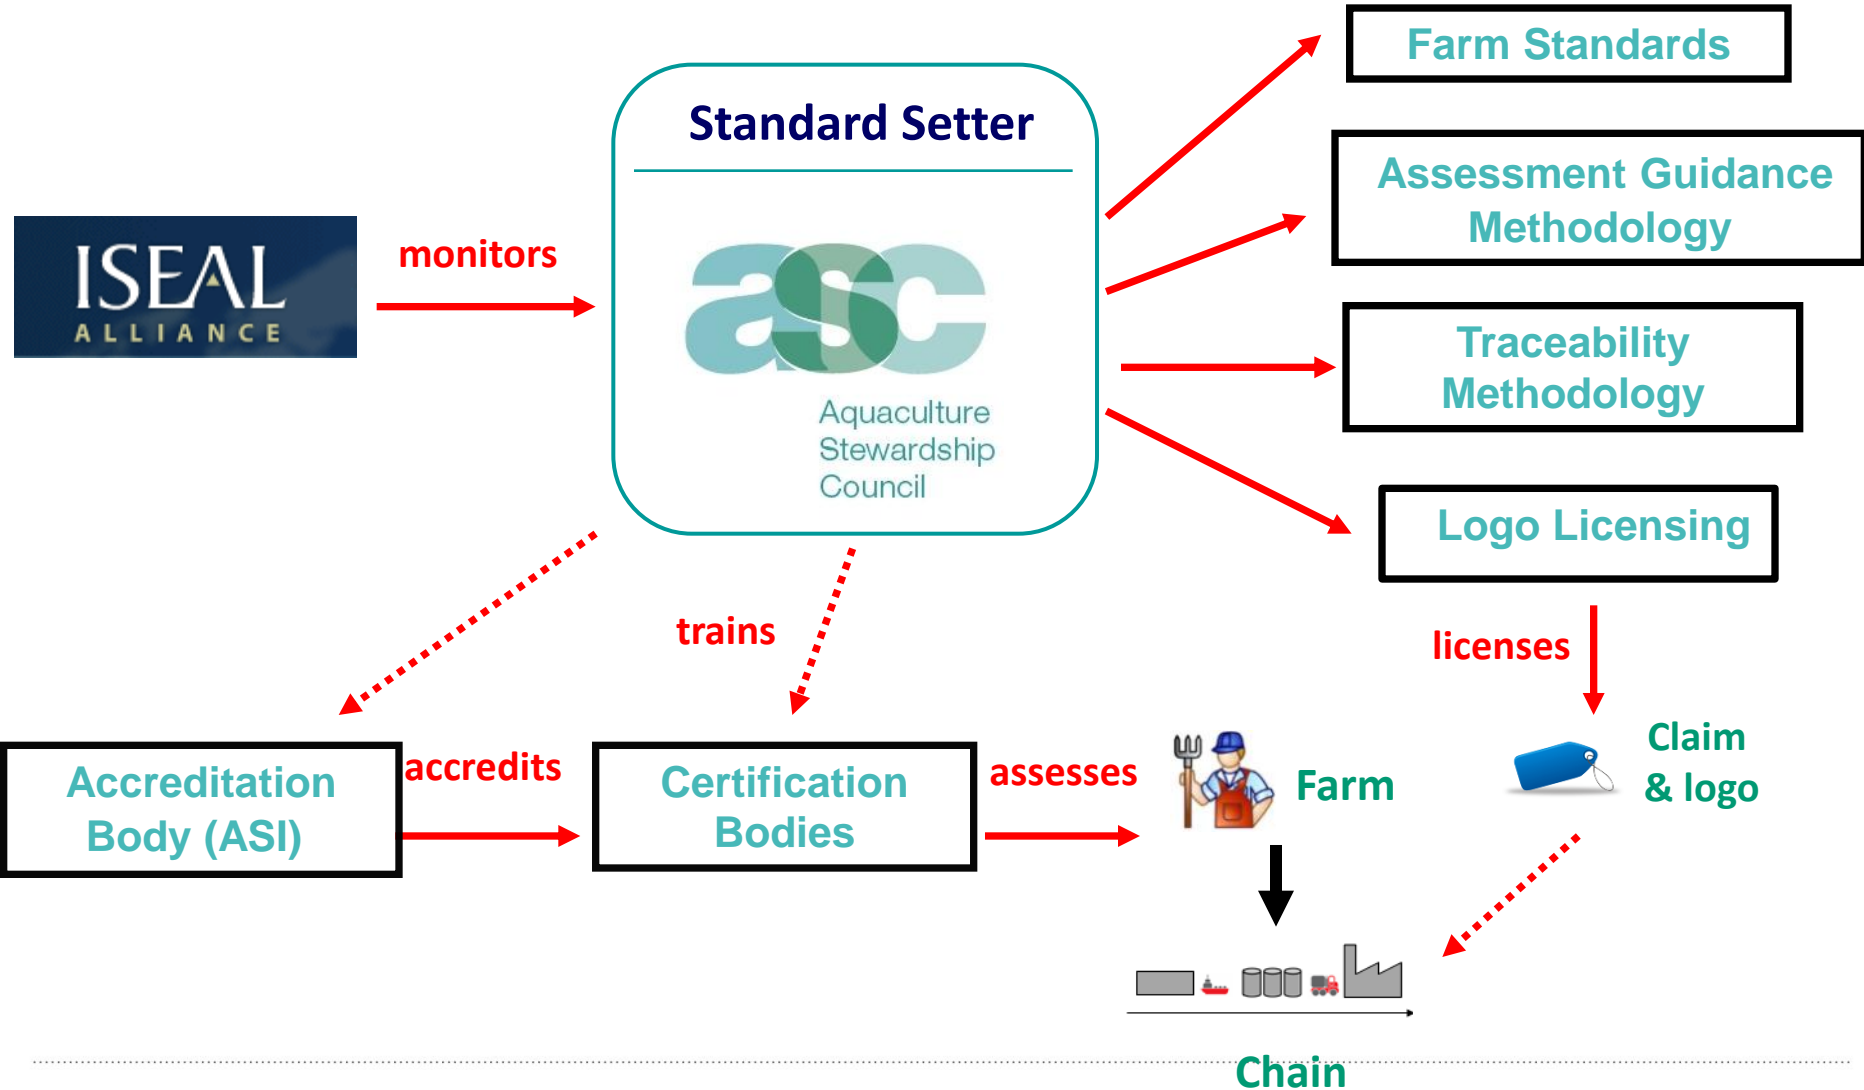 Farm Standards
Standard Setter
Assessment Guidance
Methodology
ISEAL
ALLIANCE
monitors
asc
Aquaculture
Stewardship
Council
Traceability
Methodology
Logo Licensing
trains
licenses
Accreditation
Body (ASI)
accredits
Certification
Bodies
assesses
Farm
Claim
& logo
Chain